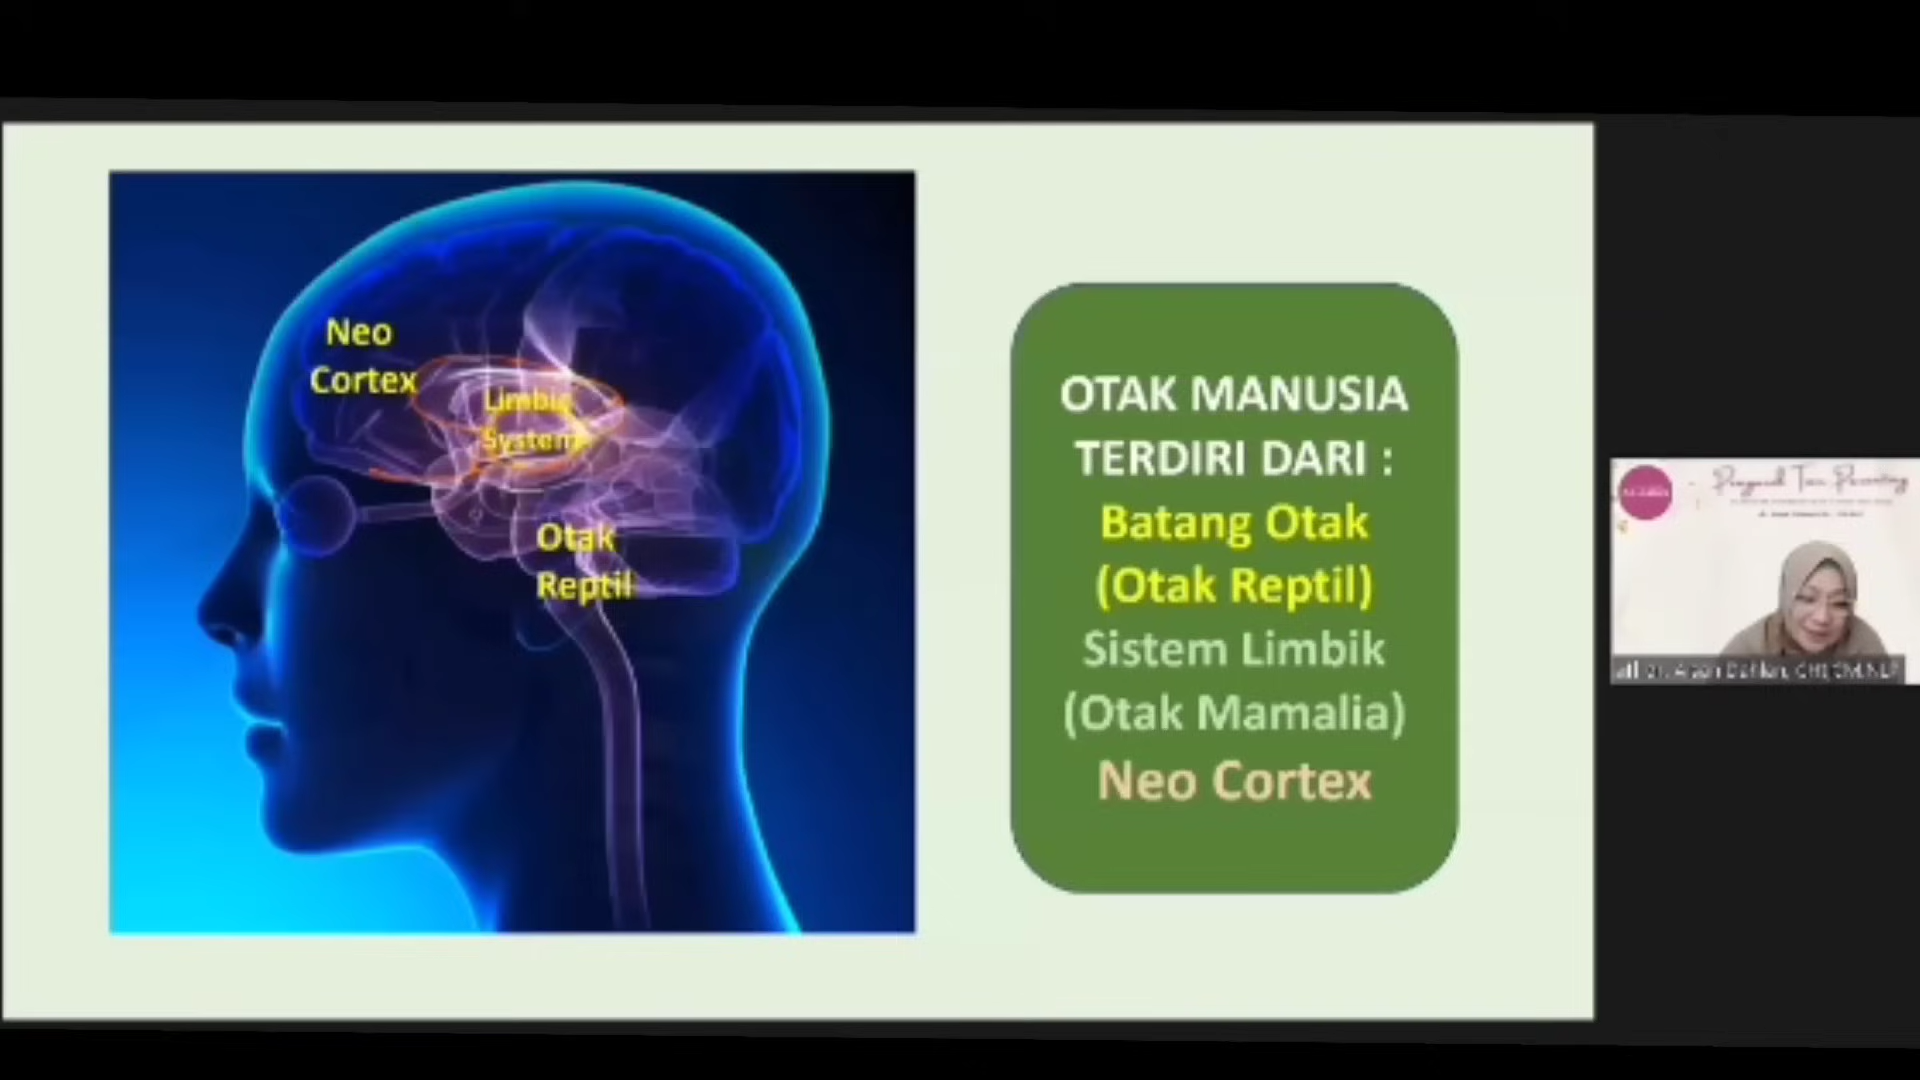 Neo
Cortex
Limbic
System
Otak
Reptil
OTAK MANUSIA
TERDIRI DARI :
Batang Otak
(Otak Reptil)
Sistem Limbik
(Otak Mamalia)
Neo Cortex
Dahlan,